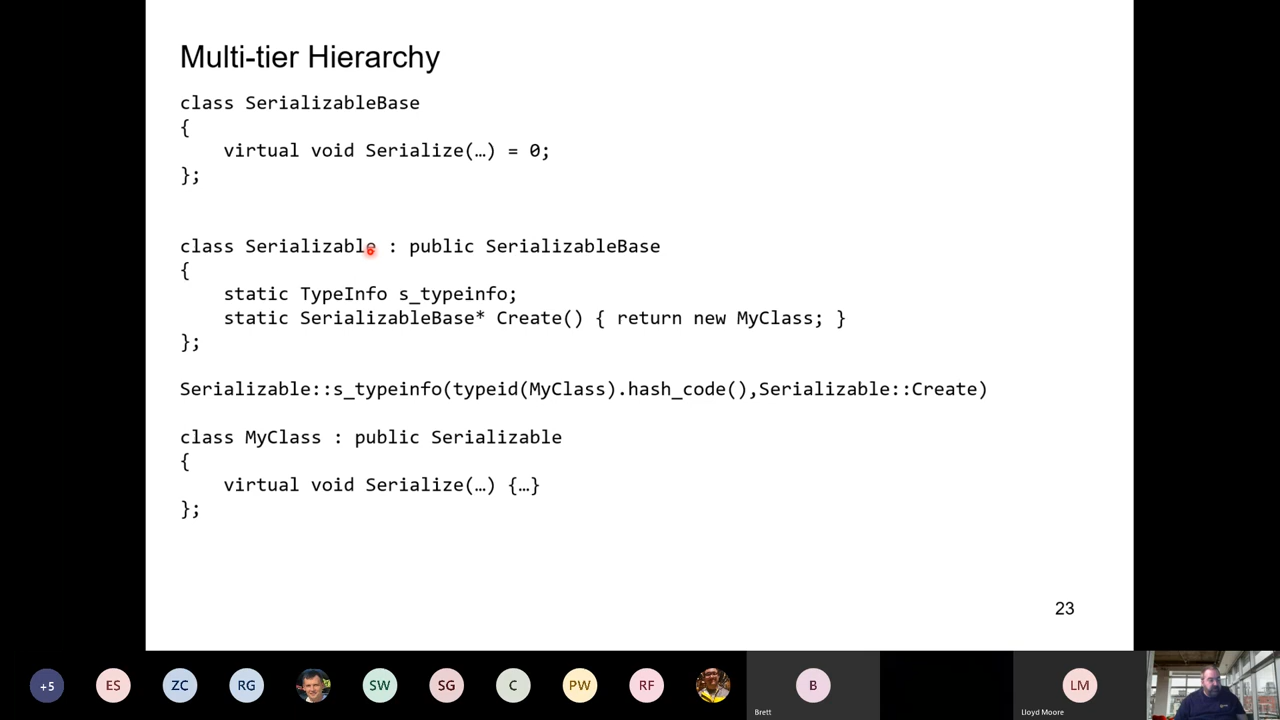 Multi-tier Hierarchy
class SerializableBase
{
virtual void Serialize(…) = 0;
};
class Serializable : public SerializableBase
{
static TypeInfo s_typeinfo;
static SerializableBase* Create() { return new MyClass; }
};
Serializable::s_typeinfo(typeid(MyClass).hash_code(),Serializable::Create)
class MyClass : public Serializable
{
virtual void Serialize(…) {…}
};
23
+5 ES ZC RG SW SG C PW RF B LM
Brett Lloyd Moore